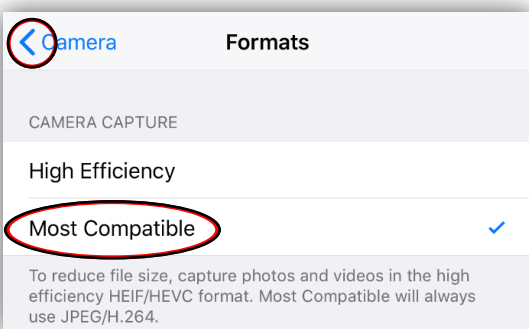 Camera
Formats
CAMERA CAPTURE
High Efficiency
Most Compatible
To reduce file size, capture photos and videos in the high
efficiency HEIF/HEVC format. Most Compatible will always
use JPEG/H.264.